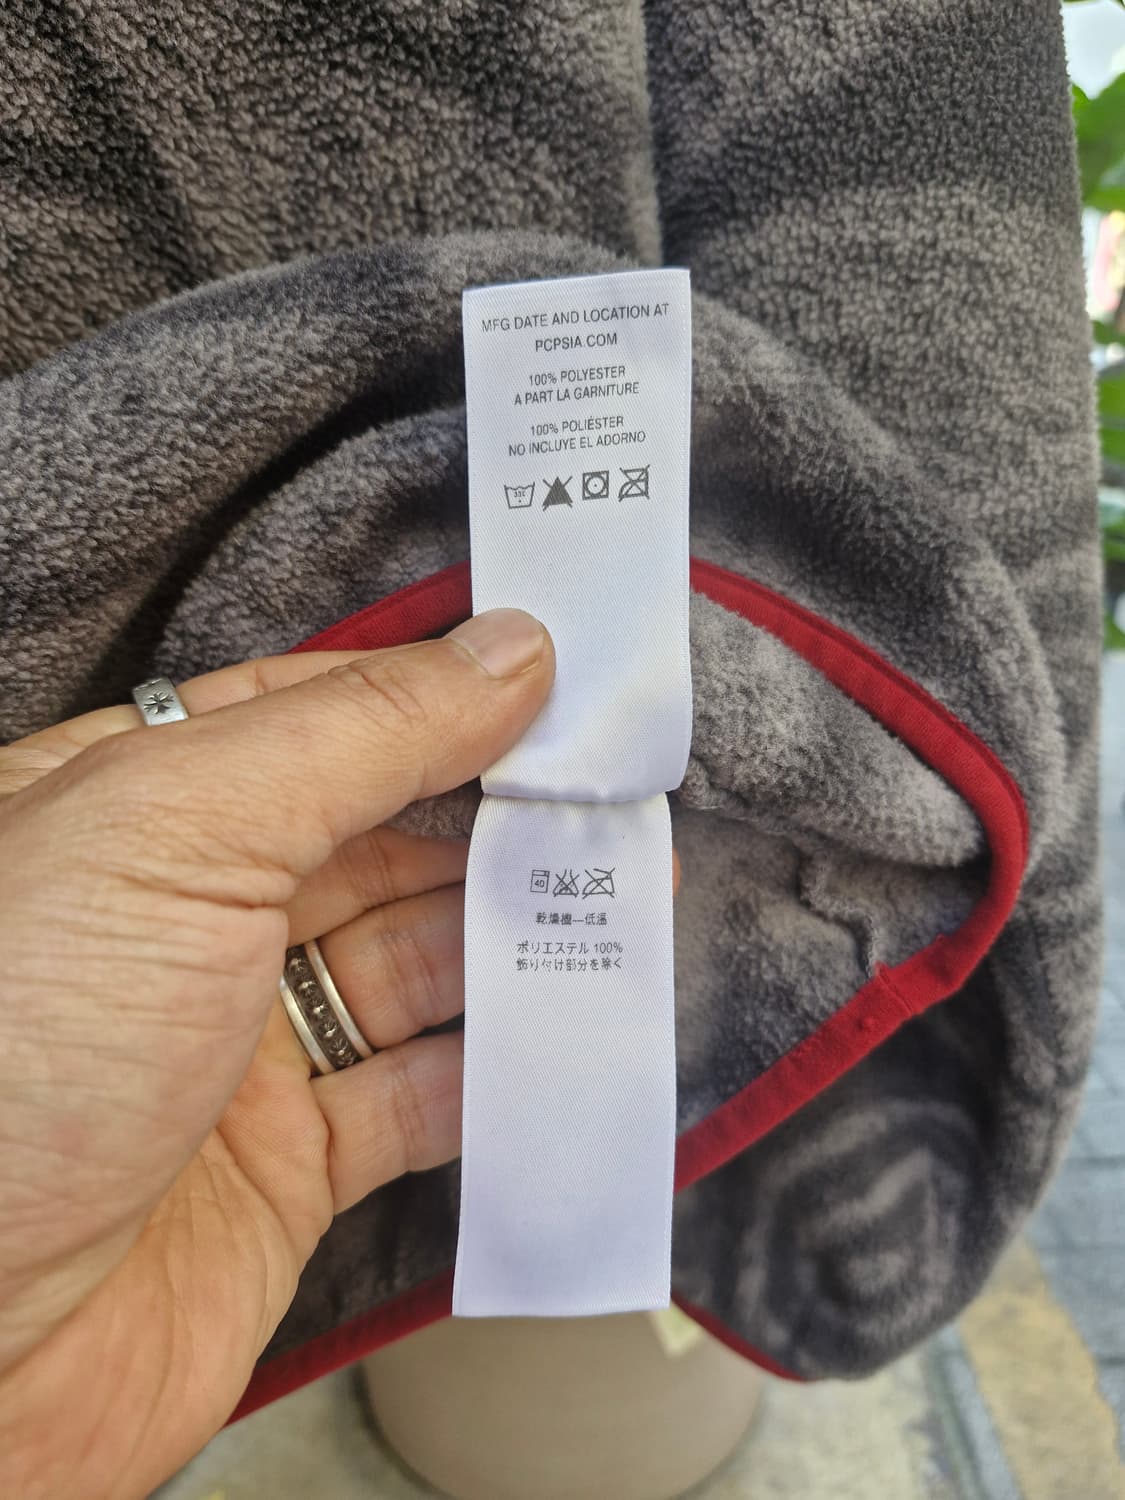 MFG DATE AND LOCATION AT
PCPSIA.COM
100% POLYESTER
A PART LA GARNITURE
100% POLIÉSTER
NO INCLUYE EL ADORNO
40
乾燥機—低温
ポリエステル 100%
飾り付け部分を除く